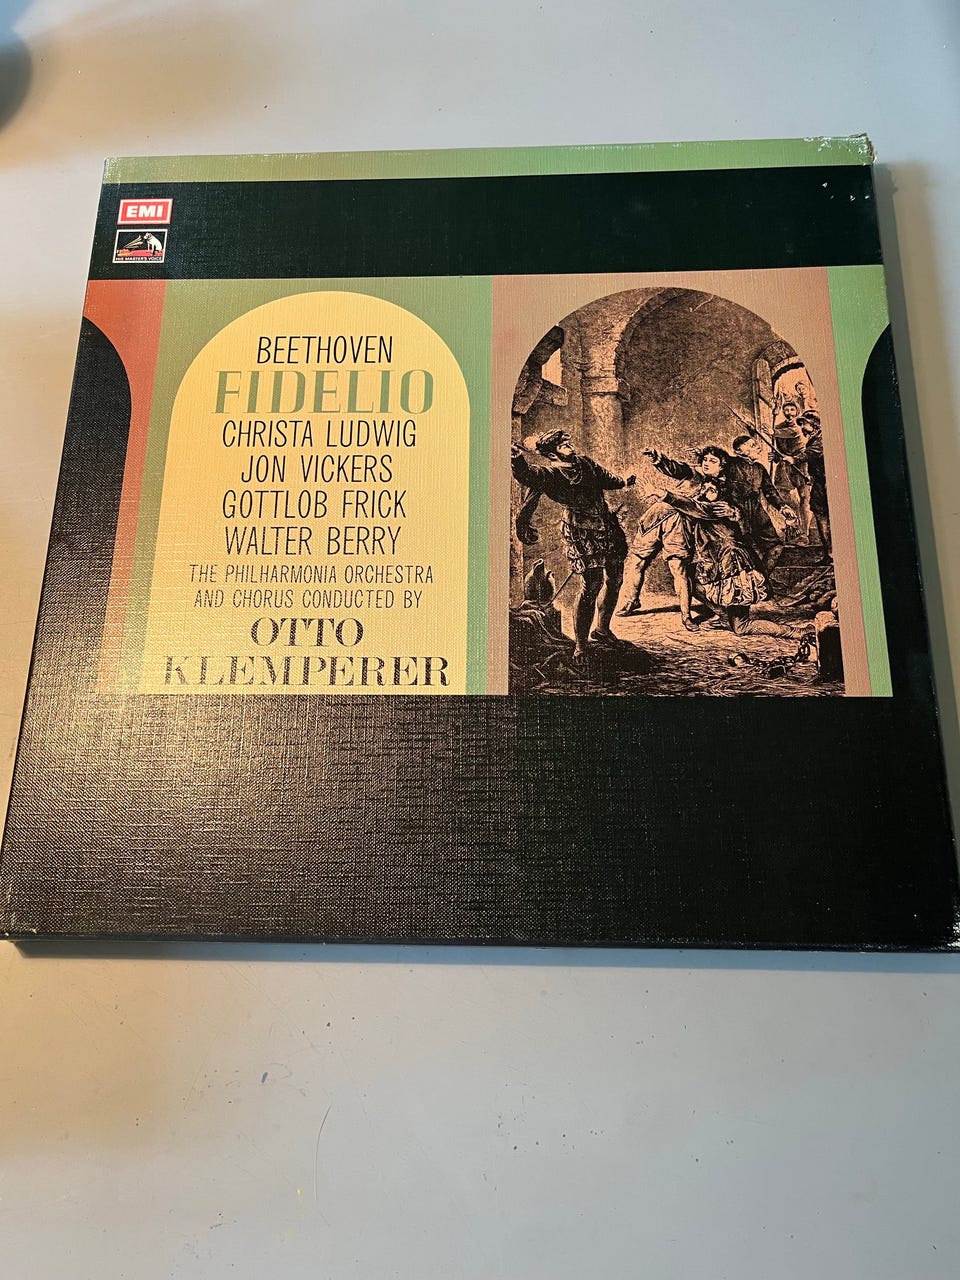 EMI
HIS MASTER'S VOICE
BEETHOVEN
FIDELIO
CHRISTA LUDWIG
JON VICKERS
GOTTLOB FRICK
WALTER BERRY
THE PHILHARMONIA ORCHESTRA
AND CHORUS CONDUCTED BY
OTTO
KLEMPERER